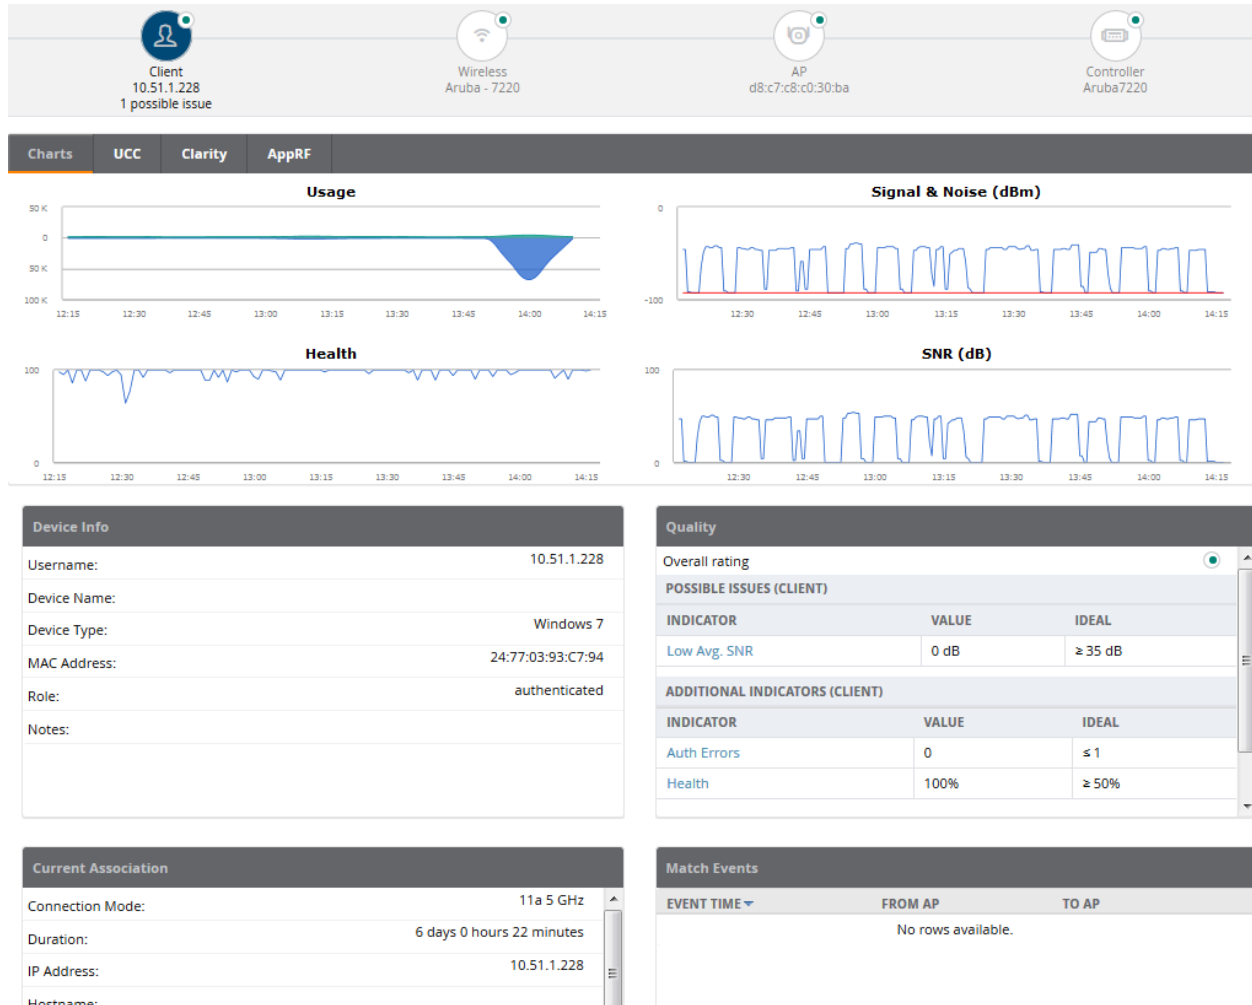 Client
10.51.1.228
1 possible issue
Wireless
Aruba - 7220
AP
d8:c7:c8:c0:30:ba
Controller
Aruba7220
Charts UCC Clarity AppRF
Usage
50 K
0
50 K
100 K
12:15 12:30 12:45 13:00 13:15 13:30 13:45 14:00 14:15
Signal & Noise (dBm)
0
-100
12:30 12:45 13:00 13:15 13:30 13:45 14:00 14:15
Health
100
0
12:15 12:30 12:45 13:00 13:15 13:30 13:45 14:00 14:15
SNR (dB)
100
0
12:30 12:45 13:00 13:15 13:30 13:45 14:00 14:15
Device Info
Username: 10.51.1.228
Device Name:
Device Type: Windows 7
MAC Address: 24:77:03:93:C7:94
Role: authenticated
Notes:
Quality
Overall rating
POSSIBLE ISSUES (CLIENT)
INDICATOR VALUE IDEAL
Low Avg. SNR 0 dB ≥ 35 dB
ADDITIONAL INDICATORS (CLIENT)
INDICATOR VALUE IDEAL
Auth Errors 0 ≤ 1
Health 100% ≥ 50%
Current Association
Connection Mode: 11a 5 GHz
Duration: 6 days 0 hours 22 minutes
IP Address: 10.51.1.228
Hostname:
Match Events
EVENT TIME FROM AP TO AP
No rows available.